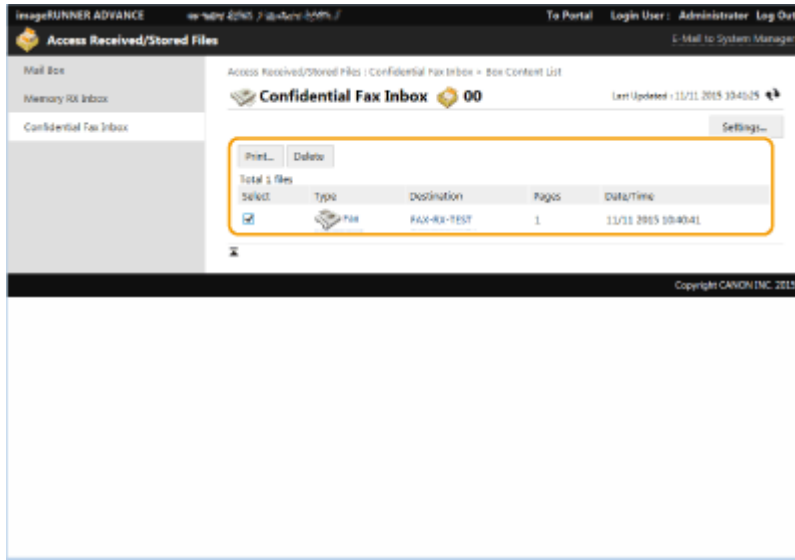 imageRUNNER ADVANCE To Portal Login User : Administrator Log Out
Access Received/Stored Files E-Mail to System Manager
Mail Box
Memory RX Inbox
Confidential Fax Inbox
Access Received/Stored Files : Confidential Fax Inbox > Box Content List
Confidential Fax Inbox 00 Last Updated : 11/11 2015 10:41:25
Settings...
Print... Delete
Total 1 files
Select Type Destination Pages Date/Time
Fax FAX-RX-TEST 1 11/11 2015 10:40:41
Copyright CANON INC. 2015